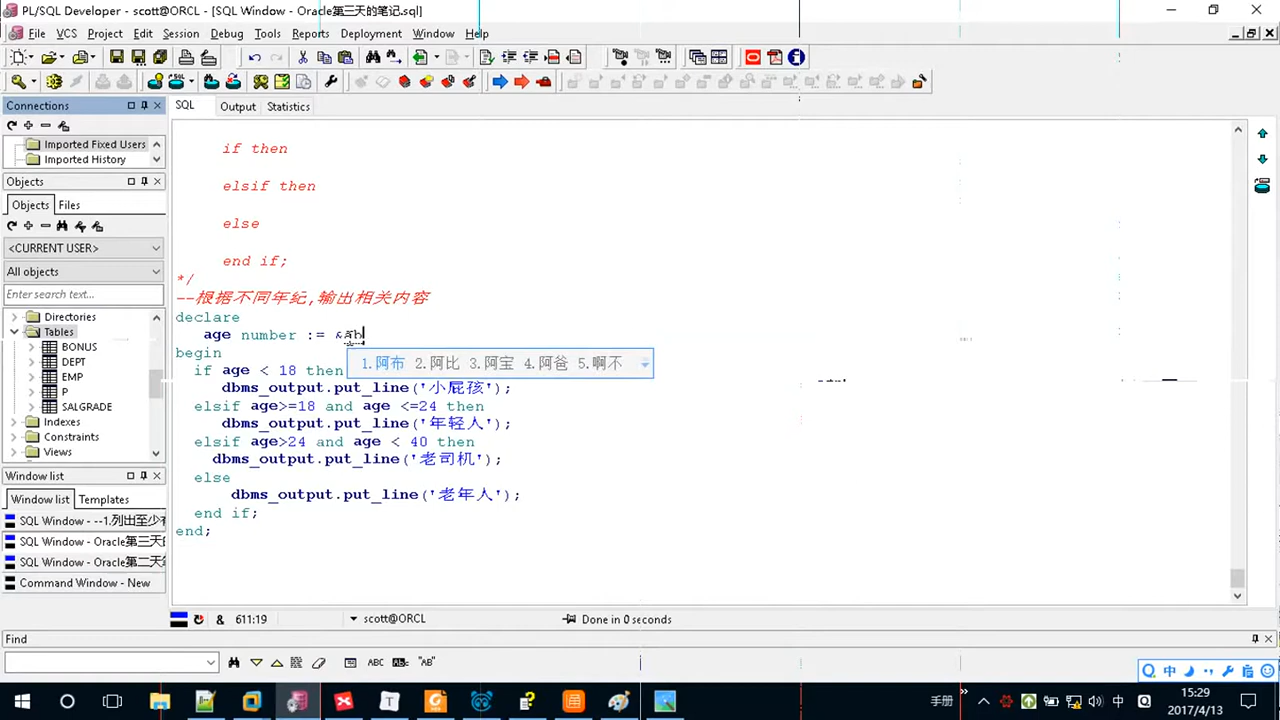 PL/SQL Developer - scott@ORCL - [SQL Window - Oracle第三天的笔记.sql]
File VCS Project Edit Session Debug Tools Reports Deployment Window Help
Connections
SQL Output Statistics
Imported Fixed Users
Imported History
Objects
Objects Files
<CURRENT USER>
All objects
Enter search text...
Directories
Tables
BONUS
DEPT
EMP
P
SALGRADE
Indexes
Constraints
Views
Window list
Window list Templates
SQL Window - --1.列出至少有
SQL Window - Oracle第三天的
SQL Window - Oracle第二天笔
Command Window - New
if then
elsif then
else
end if;
*/
--根据不同年纪,输出相关内容
declare
age number := &ab
1.阿布 2.阿比 3.阿宝 4.阿爸 5.啊不
begin
if age < 18 then
dbms_output.put_line('小屁孩');
elsif age>=18 and age <=24 then
dbms_output.put_line('年轻人');
elsif age>24 and age < 40 then
dbms_output.put_line('老司机');
else
dbms_output.put_line('老年人');
end if;
end;
& 611:19 scott@ORCL Done in 0 seconds
Find
ABC "AB"
手册 中 15:29
2017/4/13